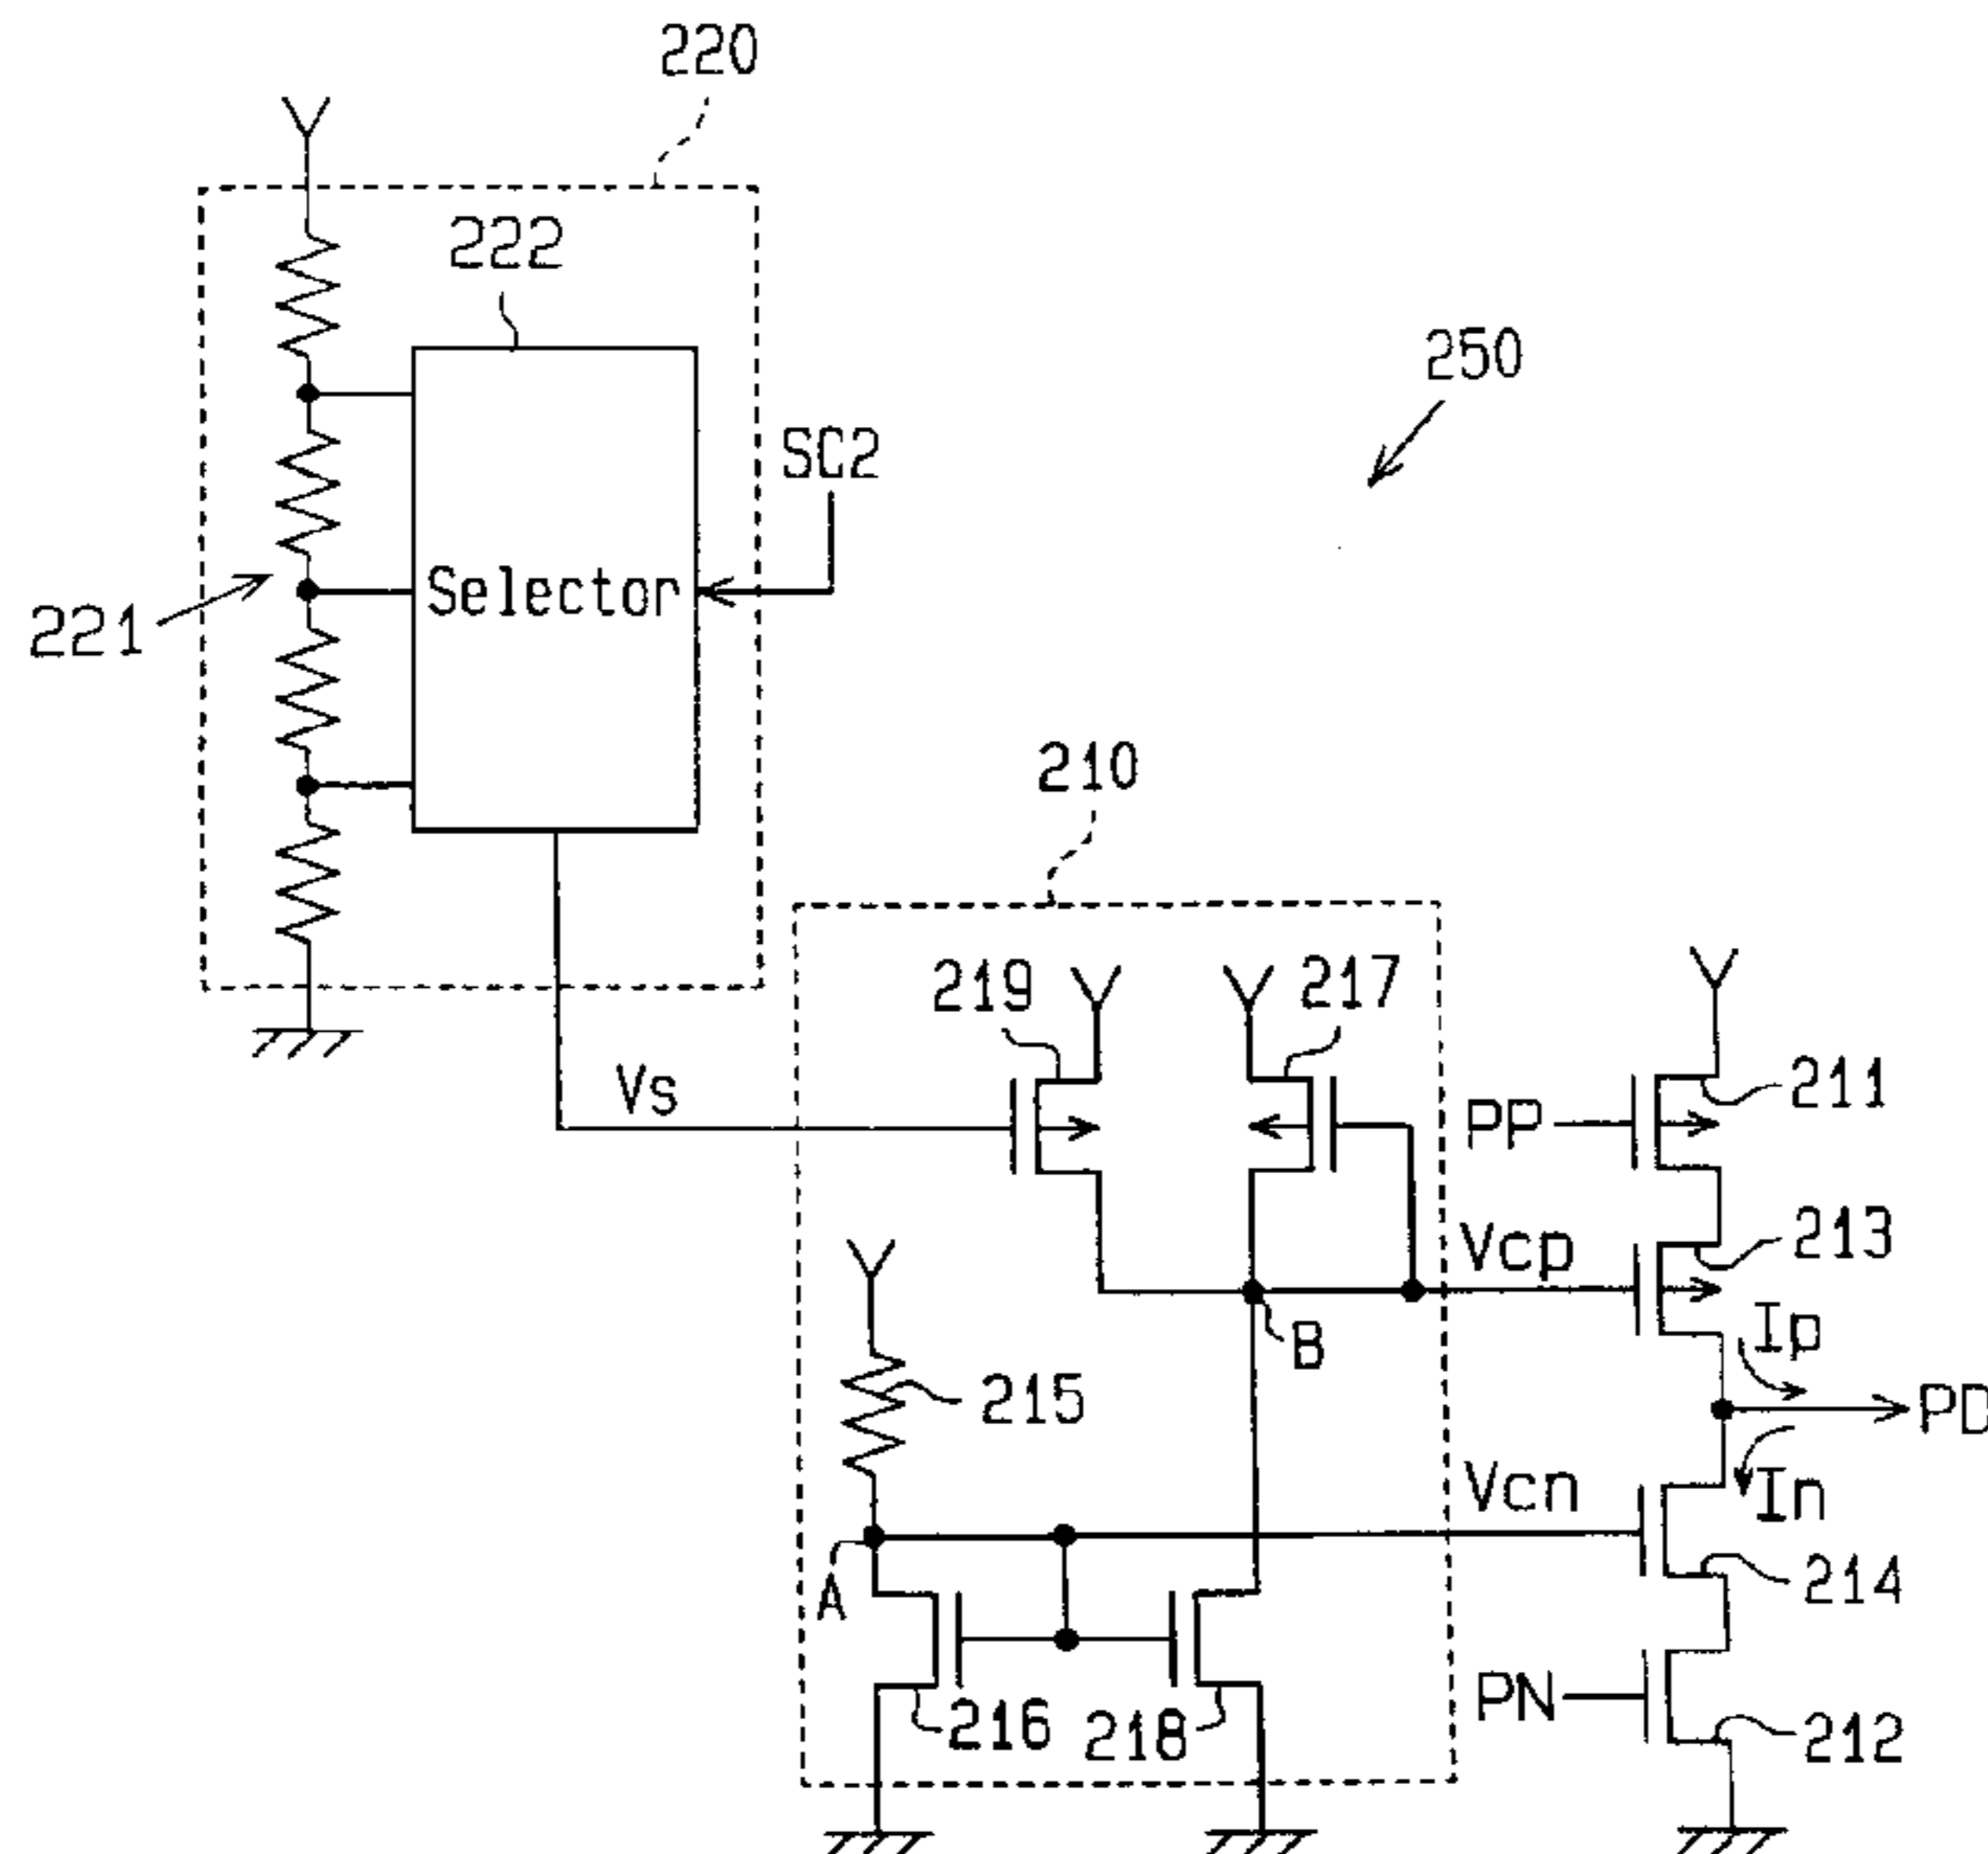 220
222
250
SC2
Selector
221
210
219
217
Vs
211
PP
213
Vcp
Ip
B
215
PD
Vcn
In
A
214
216
218
PN
212